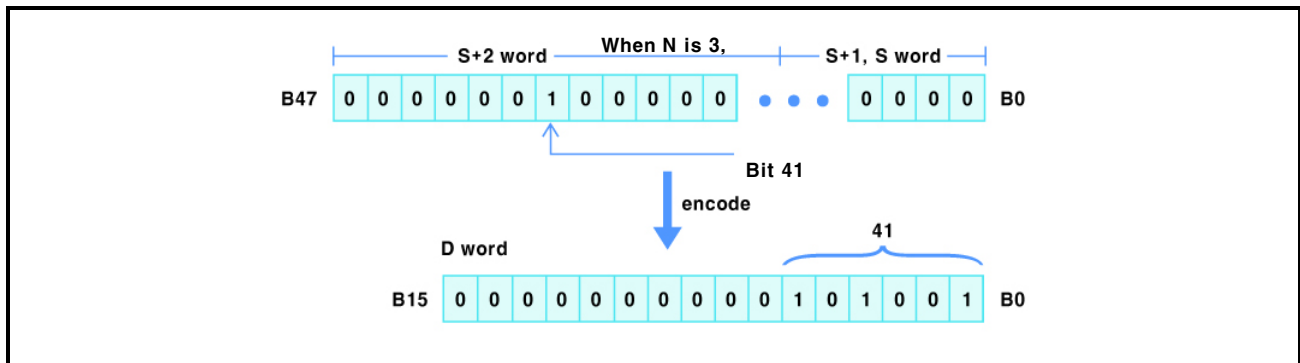 When N is 3,
S+2 word S+1, S word
B47 0 0 0 0 0 0 1 0 0 0 0 0 0 0 0 0 B0
Bit 41
encode
41
D word
B15 0 0 0 0 0 0 0 0 0 0 1 0 1 0 0 1 B0